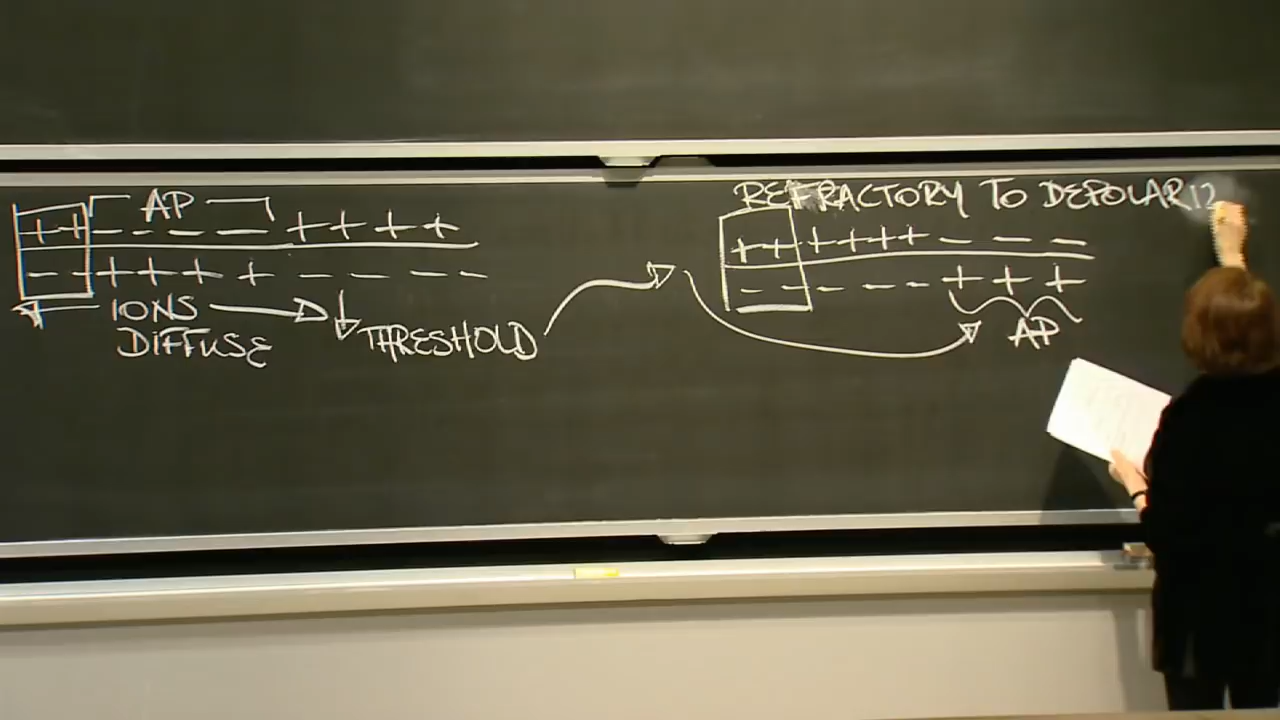 AP
++ – – – – ++++
– – ++++ – – – –
IONS
DIFFUSE
THRESHOLD
REFRACTORY TO DEPOLARIZ
++ ++++ – – –
– – – – – +++
AP